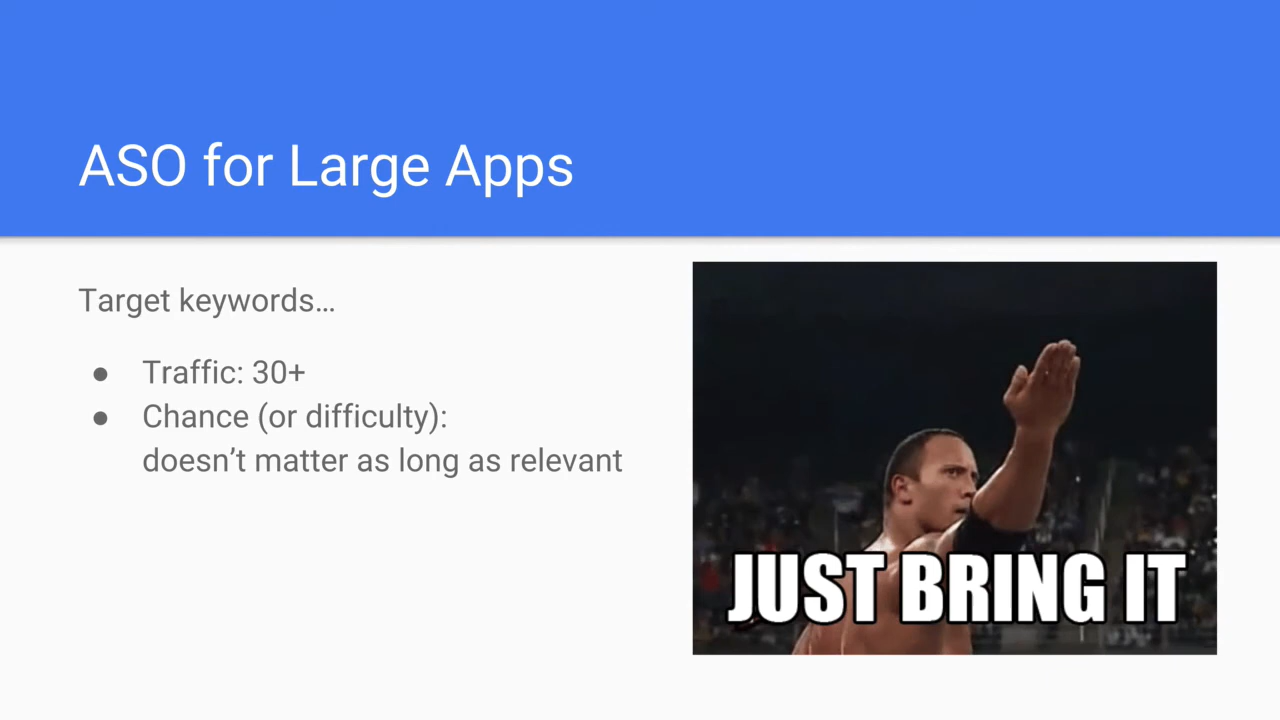 ASO for Large Apps
Target keywords…
● Traffic: 30+
● Chance (or difficulty):
doesn’t matter as long as relevant
JUST BRING IT